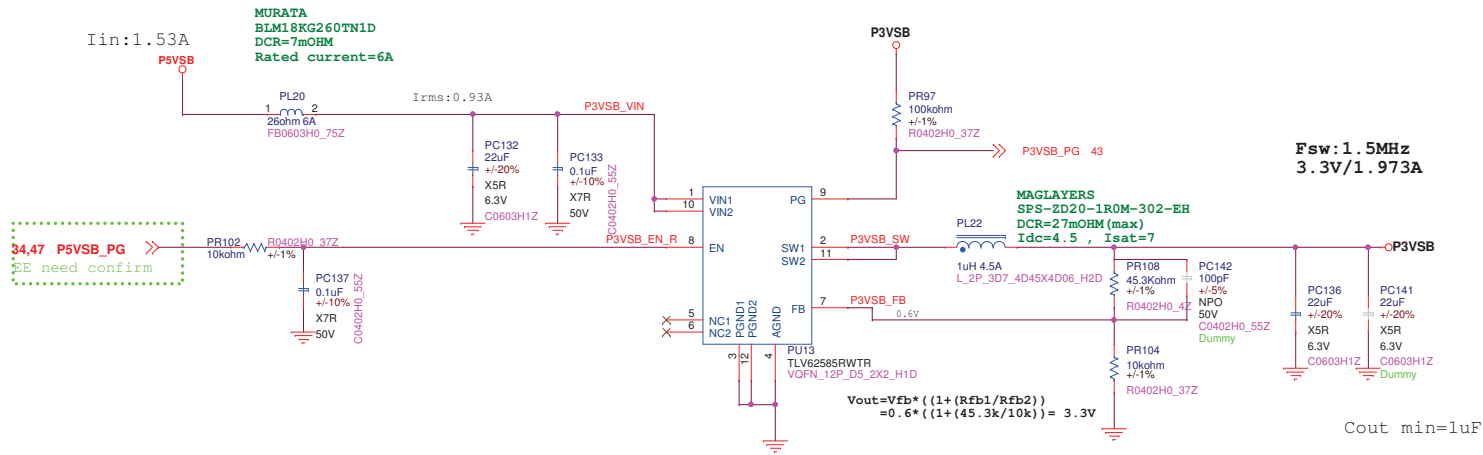 Iin:1.53A
P5VSB
MURATA
BLM18KG260TN1D
DCR=7mOHM
Rated current=6A
PL20
1 2
26ohm 6A
FB0603H0_75Z
Irms:0.93A
P3VSB_VIN
PC132
22uF
+/-20%
X5R
6.3V
C0603H1Z
PC133
0.1uF
+/-10%
X7R
50V
C0402H0_55Z
34,47 P5VSB_PG
EE need confirm
PR102
10kohm
R0402H0_37Z
+/-1%
P3VSB_EN_R
PC137
0.1uF
+/-10%
X7R
50V
C0402H0_55Z
1
VIN1
10
VIN2
8
EN
5
NC1
6
NC2
PGND1
3
PGND2
12
AGND
4
PG
9
SW1
2
SW2
11
FB
7
PU13
TLV62585RWTR
VQFN_12P_D5_2X2_H1D
P3VSB
PR97
100kohm
+/-1%
R0402H0_37Z
P3VSB_PG 43
MAGLAYERS
SPS-ZD20-1R0M-302-EH
DCR=27mOHM(max)
Idc=4.5 , Isat=7
P3VSB_SW
PL22
1uH 4.5A
L_2P_3D7_4D45X4D06_H2D
P3VSB_FB
0.6V
PR108
45.3Kohm
+/-1%
R0402H0_4Z
PC142
100pF
+/-5%
NPO
50V
C0402H0_55Z
Dummy
PR104
10kohm
+/-1%
R0402H0_37Z
Vout=Vfb*((1+(Rfb1/Rfb2))
=0.6*((1+(45.3k/10k))= 3.3V
Fsw:1.5MHz
3.3V/1.973A
P3VSB
PC136
22uF
+/-20%
X5R
6.3V
C0603H1Z
PC141
22uF
+/-20%
X5R
6.3V
C0603H1Z
Dummy
Cout min=1uF